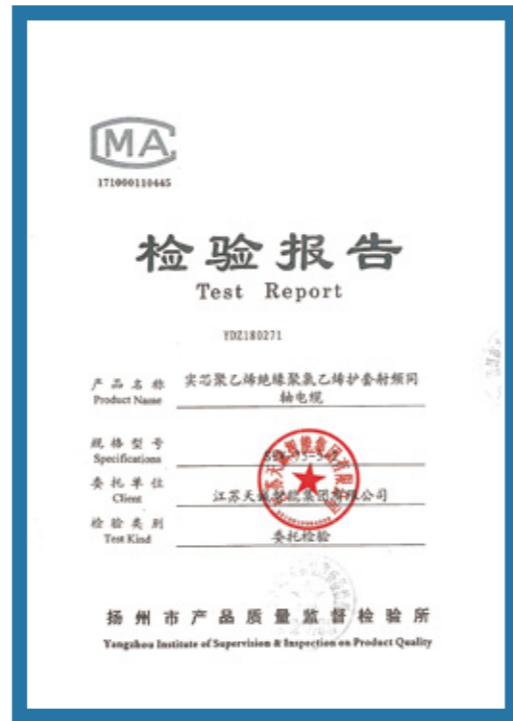 MA
171000110445
检验报告
Test Report
YDZ180271
产品名称 实芯聚乙烯绝缘聚氯乙烯护套射频同
Product Name 轴电缆
规格型号
Specifications
委托单位 江苏天诚智能集团有限公司
Client
检验类别 委托检验
Test Kind
扬州市产品质量监督检验所
Yangzhou Institute of Supervision & Inspection on Product Quality